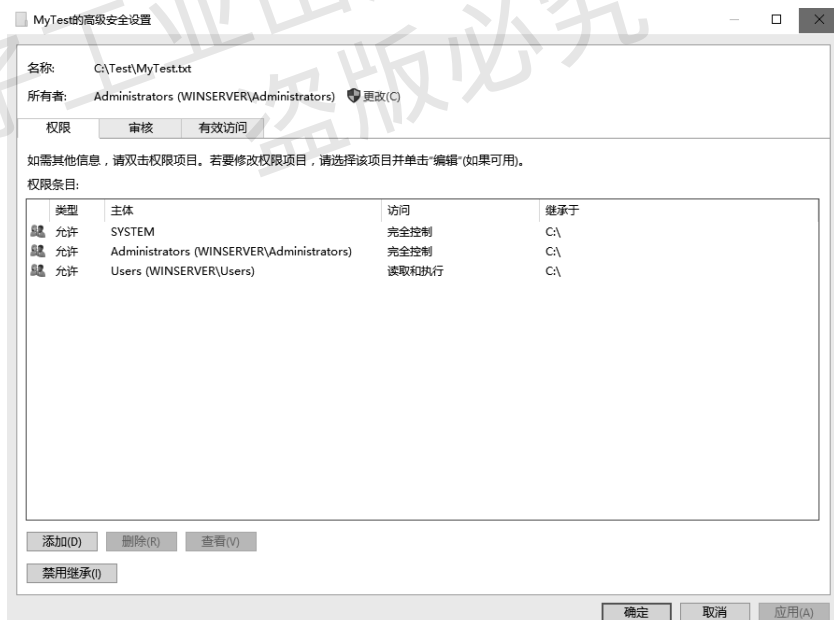 MyTest的高级安全设置
名称: C:\Test\MyTest.txt
所有者: Administrators (WINSERVER\Administrators) 更改(C)
权限 审核 有效访问
如需其他信息，请双击权限项目。若要修改权限项目，请选择该项目并单击"编辑"(如果可用)。
权限条目:
类型 主体 访问 继承于
允许 SYSTEM 完全控制 C:\
允许 Administrators (WINSERVER\Administrators) 完全控制 C:\
允许 Users (WINSERVER\Users) 读取和执行 C:\
添加(D) 删除(R) 查看(V)
禁用继承(I)
确定 取消 应用(A)
盗版必究